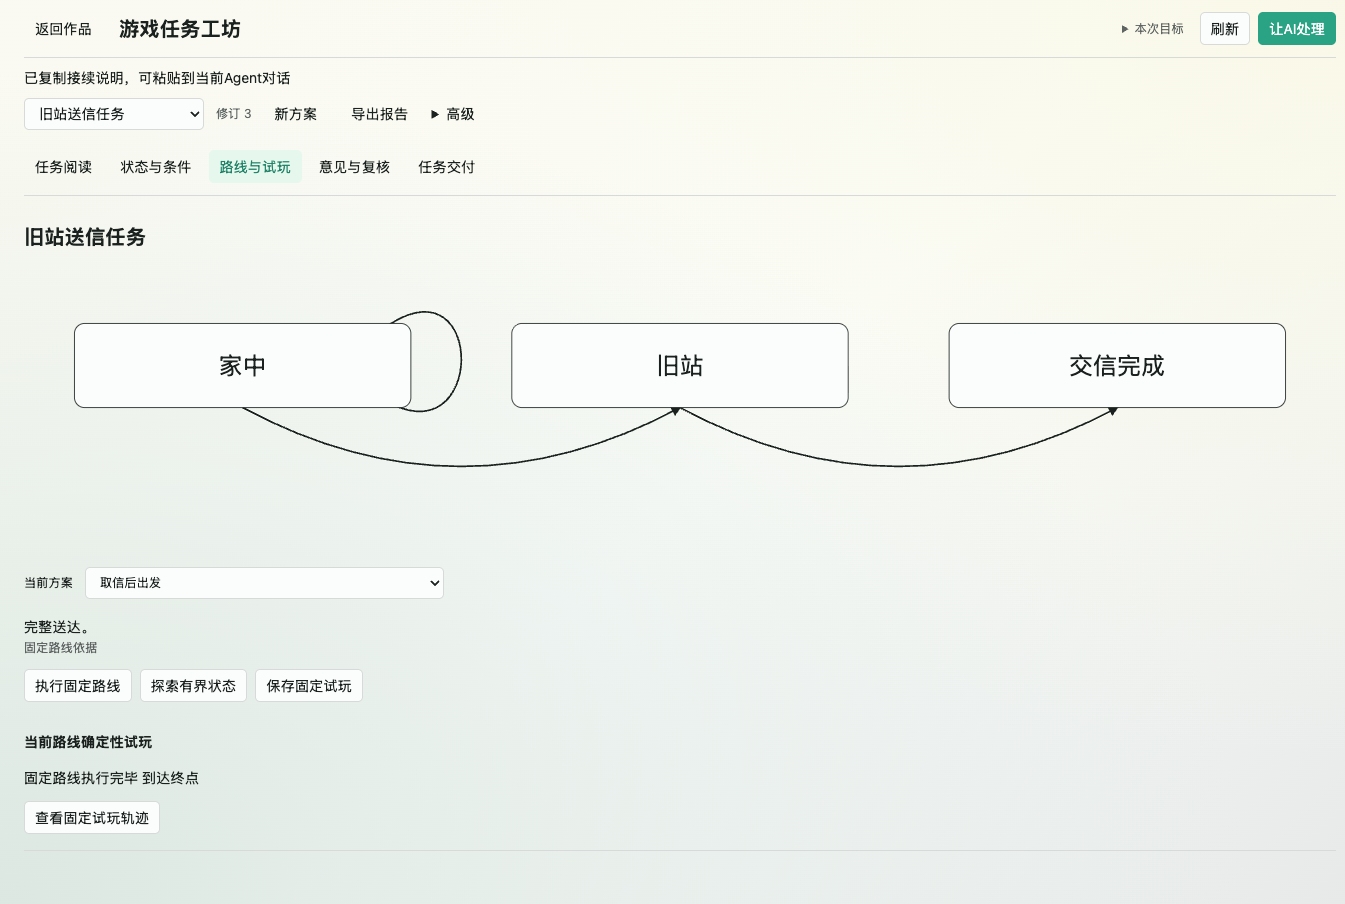 返回作品 游戏任务工坊 本次目标 刷新 让AI处理
已复制接续说明，可粘贴到当前Agent对话
旧站送信任务 修订 3 新方案 导出报告 高级
任务阅读 状态与条件 路线与试玩 意见与复核 任务交付
旧站送信任务
家中 旧站 交信完成
当前方案 取信后出发
完整送达。
固定路线依据
执行固定路线 探索有界状态 保存固定试玩
当前路线确定性试玩
固定路线执行完毕 到达终点
查看固定试玩轨迹